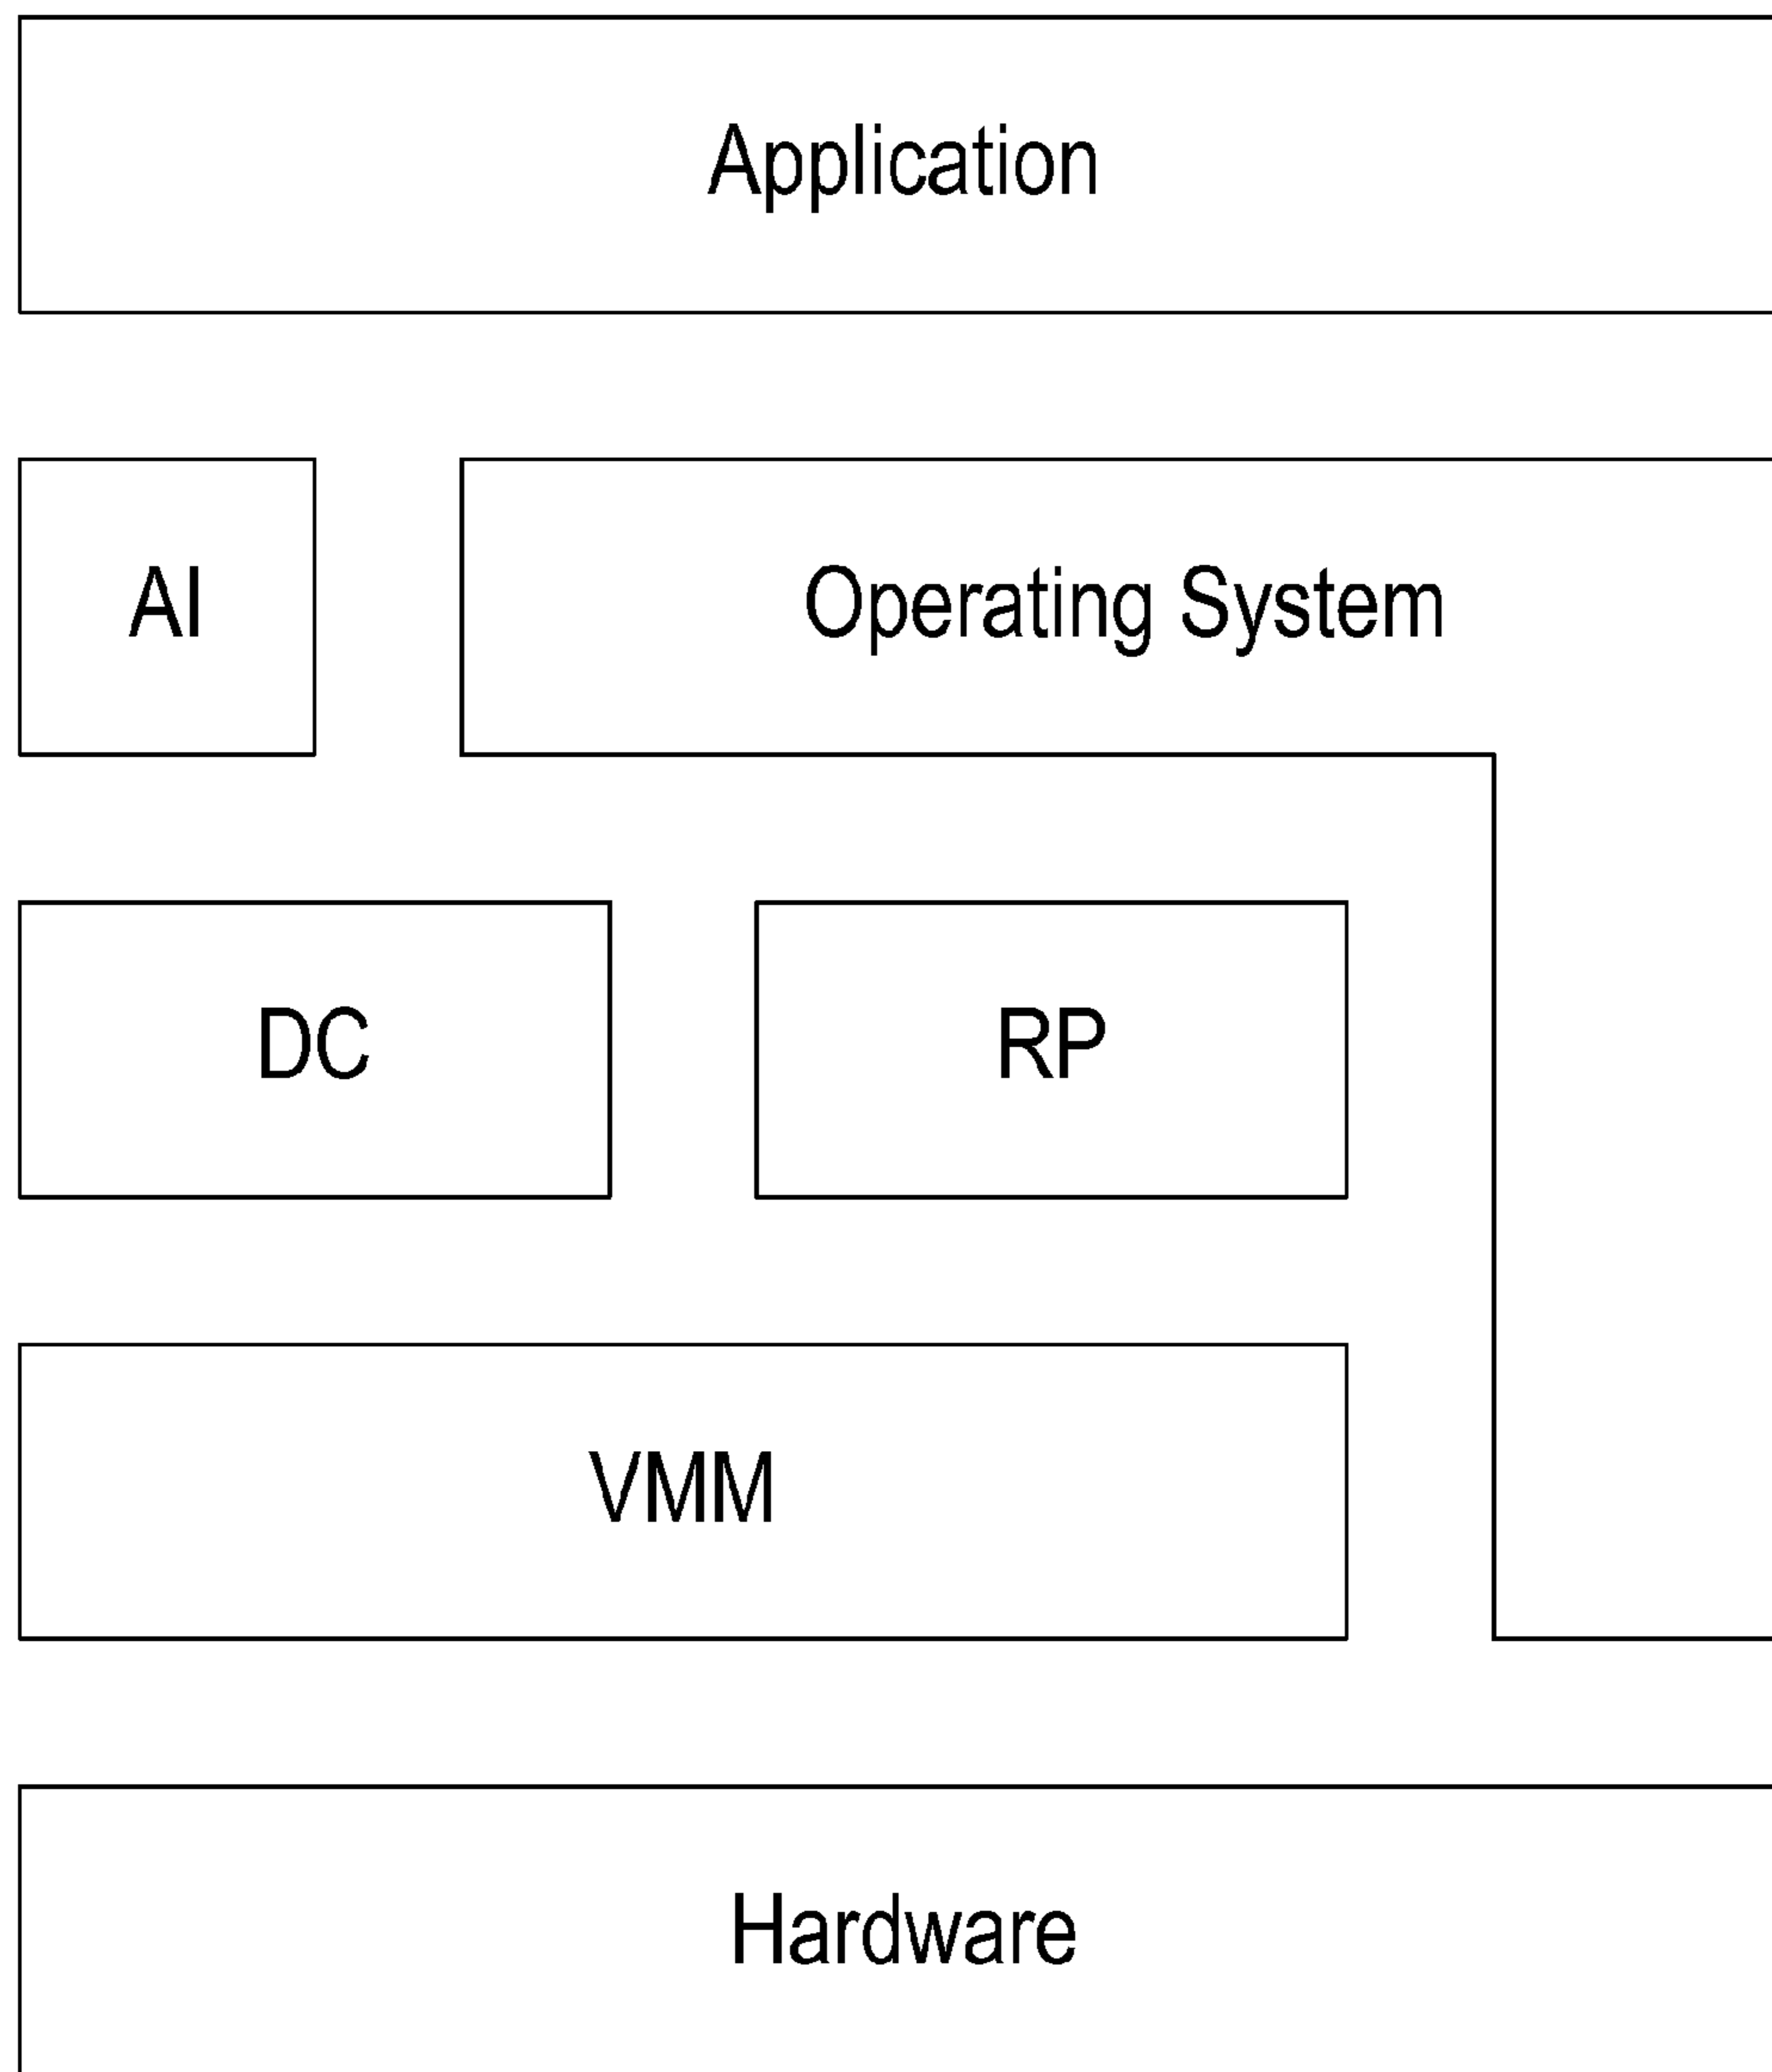 Application
AI
Operating System
DC
RP
VMM
Hardware